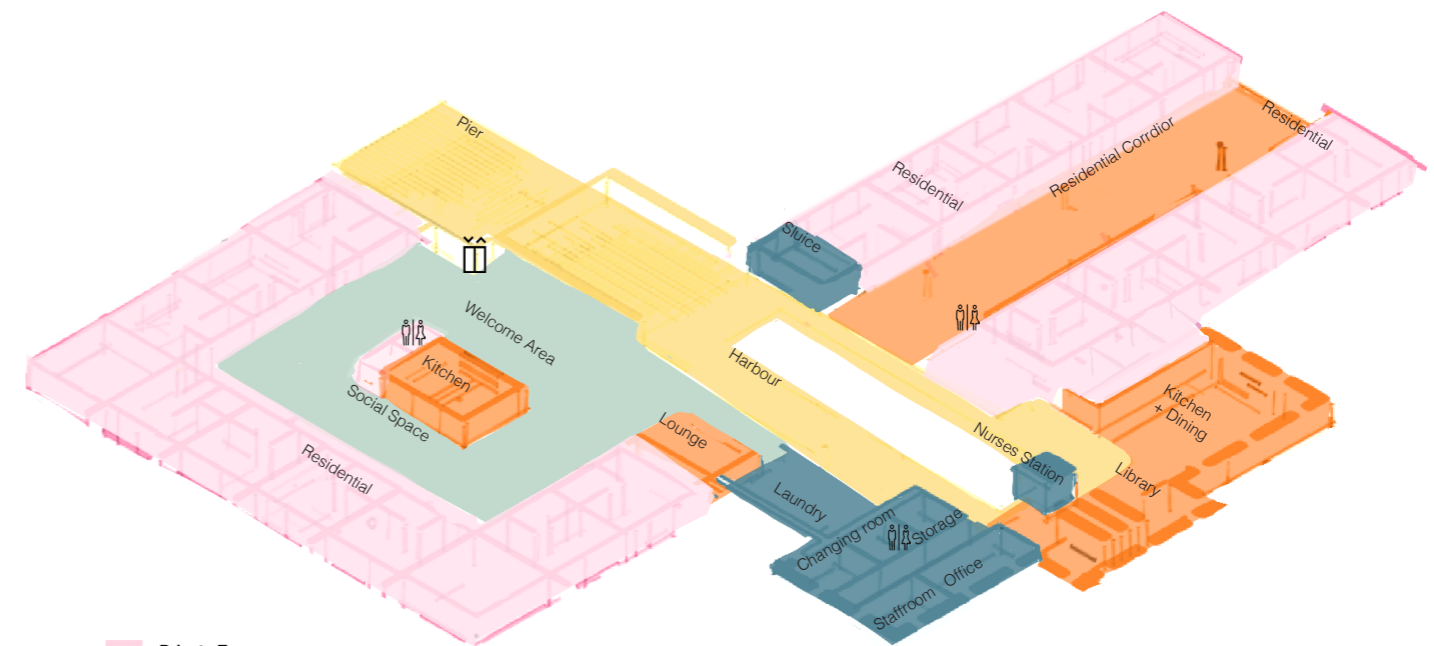 Pier
Residential
Residential Corrdior
Residential
Sluice
Welcome Area
Kitchen
Social Space
Harbour
Lounge
Residential
Kitchen
+ Dining
Nurses Station
Library
Laundry
Changing room
Storage
Office
Staffroom